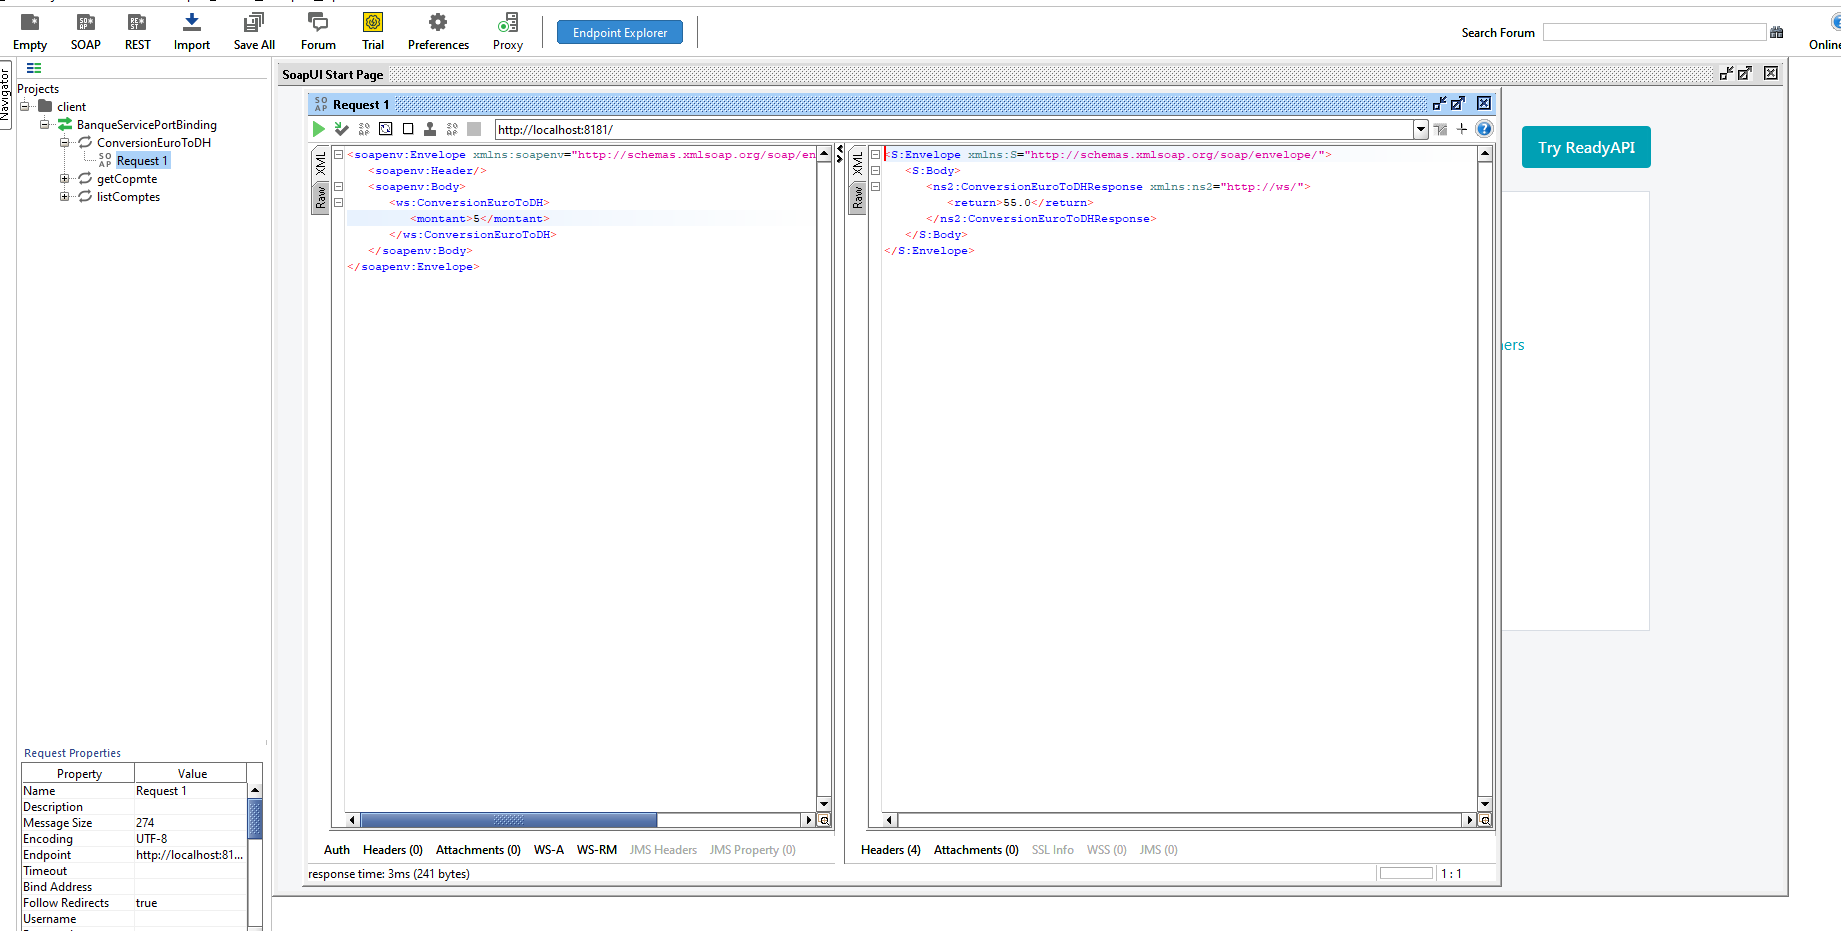 Empty
SOAP
REST
Import
Save All
Forum
Trial
Preferences
Proxy
Endpoint Explorer
Search Forum
Online
Navigator
Projects
client
BanqueServicePortBinding
ConversionEuroToDH
SO AP
Request 1
getCopmte
listComptes
SoapUI Start Page
SO AP
Request 1
http://localhost:8181/
XML
Raw
<soapenv:Envelope xmlns:soapenv="http://schemas.xmlsoap.org/soap/en
<soapenv:Header/>
<soapenv:Body>
<ws:ConversionEuroToDH>
<montant>5</montant>
</ws:ConversionEuroToDH>
</soapenv:Body>
</soapenv:Envelope>
XML
Raw
<S:Envelope xmlns:S="http://schemas.xmlsoap.org/soap/envelope/">
<S:Body>
<ns2:ConversionEuroToDHResponse xmlns:ns2="http://ws/">
<return>55.0</return>
</ns2:ConversionEuroToDHResponse>
</S:Body>
</S:Envelope>
Try ReadyAPI
Auth Headers (0) Attachments (0) WS-A WS-RM JMS Headers JMS Property (0)
Headers (4) Attachments (0) SSL Info WSS (0) JMS (0)
response time: 3ms (241 bytes)
1 : 1
Request Properties
Property Value
Name Request 1
Description
Message Size 274
Encoding UTF-8
Endpoint http://localhost:81...
Timeout
Bind Address
Follow Redirects true
Username